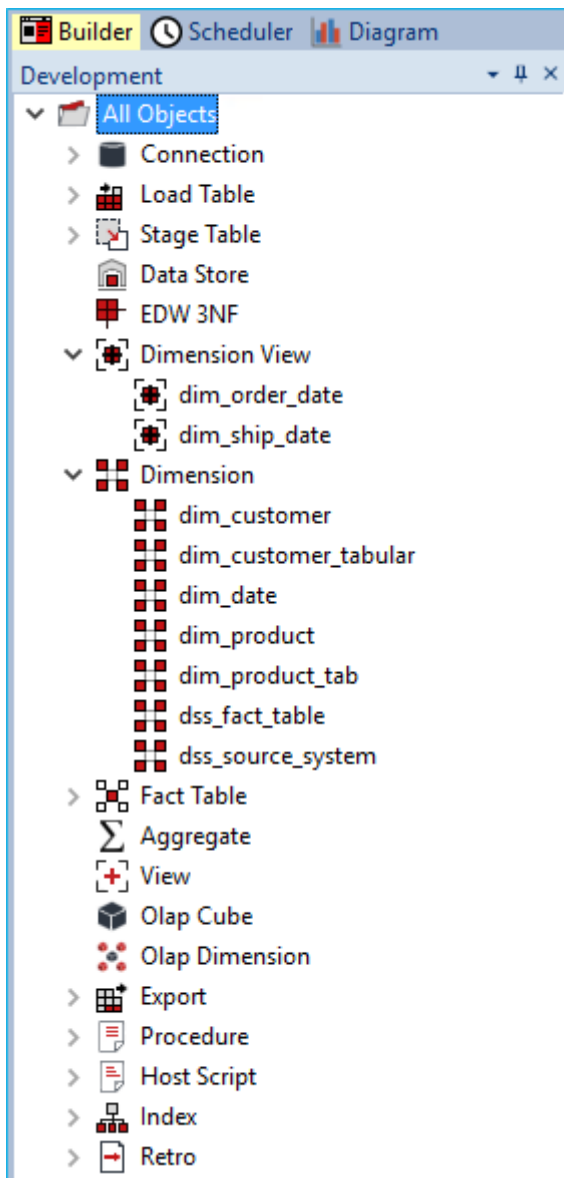 Builder Scheduler Diagram
Development
All Objects
Connection
Load Table
Stage Table
Data Store
EDW 3NF
Dimension View
dim_order_date
dim_ship_date
Dimension
dim_customer
dim_customer_tabular
dim_date
dim_product
dim_product_tab
dss_fact_table
dss_source_system
Fact Table
Aggregate
View
Olap Cube
Olap Dimension
Export
Procedure
Host Script
Index
Retro